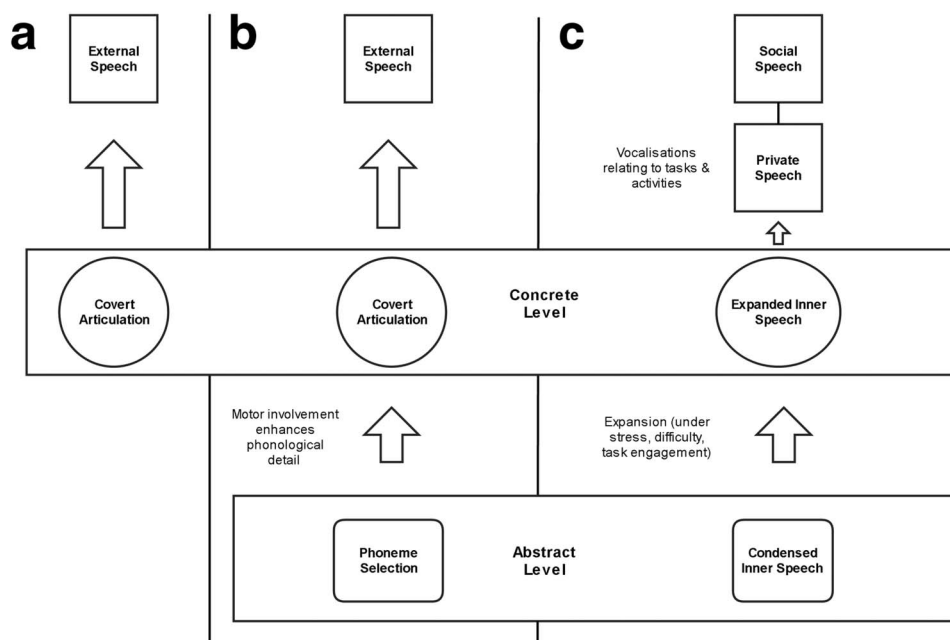 a
External
Speech
Covert
Articulation
b
External
Speech
Covert
Articulation
Motor involvement
enhances
phonological
detail
Phoneme
Selection
c
Social
Speech
Vocalisations
relating to tasks &
activities
Private
Speech
Concrete
Level
Expanded Inner
Speech
Expansion (under
stress, difficulty,
task engagement)
Abstract
Level
Condensed
Inner Speech